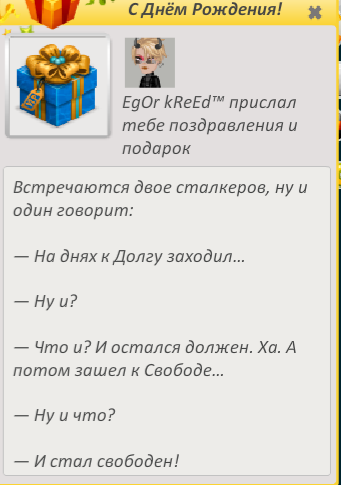 С Днём Рождения!
EgOr kReEd™ прислал
тебе поздравления и
подарок
Встречаются двое сталкеров, ну и
один говорит:
— На днях к Долгу заходил...
— Ну и?
— Что и? И остался должен. Ха. А
потом зашел к Свободе...
— Ну и что?
— И стал свободен!